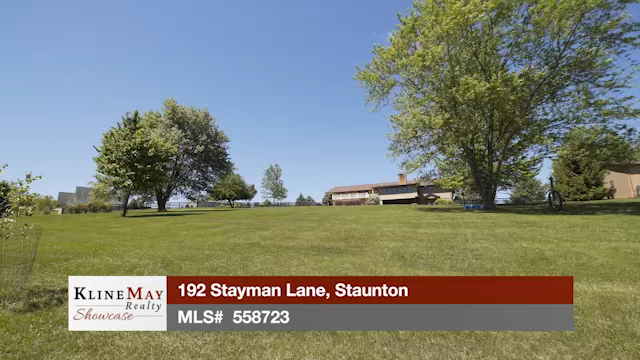 KLINEMAY
Realty
Showcase
192 Stayman Lane, Staunton
MLS# 558723